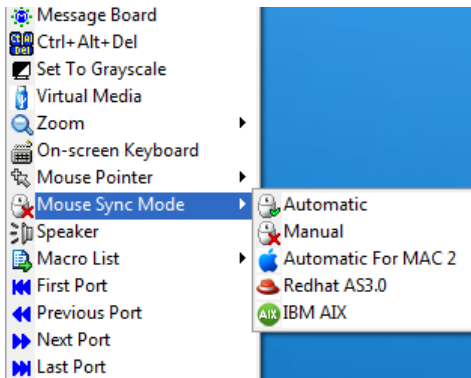 Message Board
Ctrl+Alt+Del
Set To Grayscale
Virtual Media
Zoom
On-screen Keyboard
Mouse Pointer
Mouse Sync Mode
Speaker
Macro List
First Port
Previous Port
Next Port
Last Port
Automatic
Manual
Automatic For MAC 2
Redhat AS3.0
AIX IBM AIX